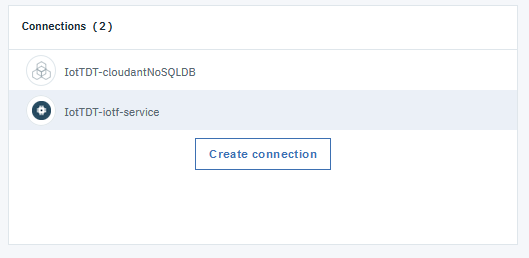 Connections (2)
IotTDT-cloudantNoSQLDB
IotTDT-iotf-service
Create connection